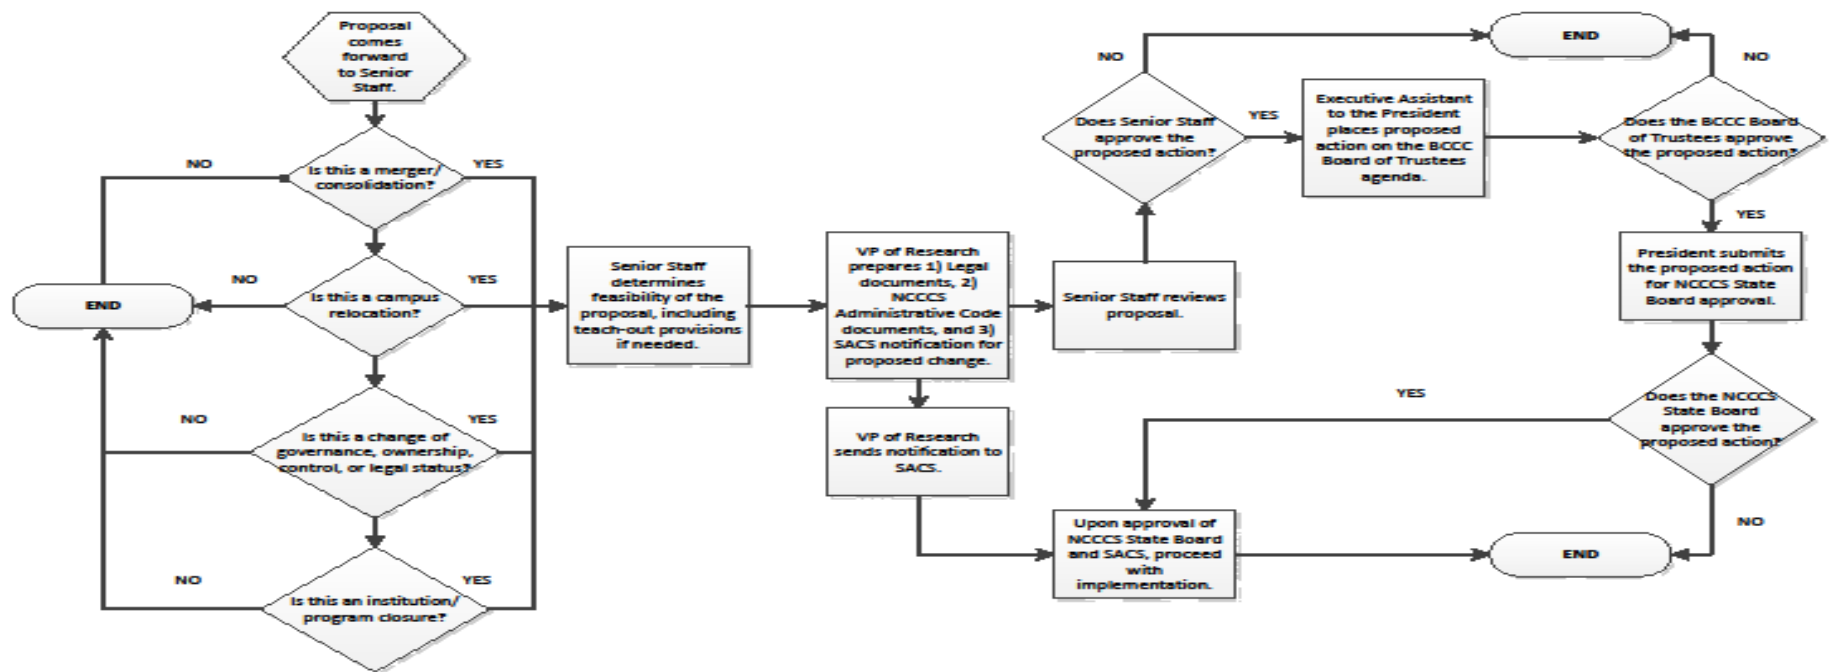 Proposal
comes
forward
to Senior
Staff.
NO
Is this a merger/
consolidation?
YES
END
NO
Is this a campus
relocation?
YES
NO
Is this a change of
governance, ownership,
control, or legal status?
YES
NO
Is this an institution/
program closure?
YES
Senior Staff
determines
feasibility of the
proposal, including
teach-out provisions
if needed.
VP of Research
prepares 1) Legal
documents, 2)
NCCCS
Administrative Code
documents, and 3)
SACS notification for
proposed change.
VP of Research
sends notification to
SACS.
Senior Staff reviews
proposal.
NO
Does Senior Staff
approve the
proposed action?
YES
Executive Assistant
to the President
places proposed
action on the BCCC
Board of Trustees
agenda.
END
NO
Does the BCCC Board
of Trustees approve
the proposed action?
YES
President submits
the proposed action
for NCCCS State
Board approval.
YES
Does the NCCCS
State Board
approve the
proposed action?
NO
Upon approval of
NCCCS State Board
and SACS, proceed
with
implementation.
END